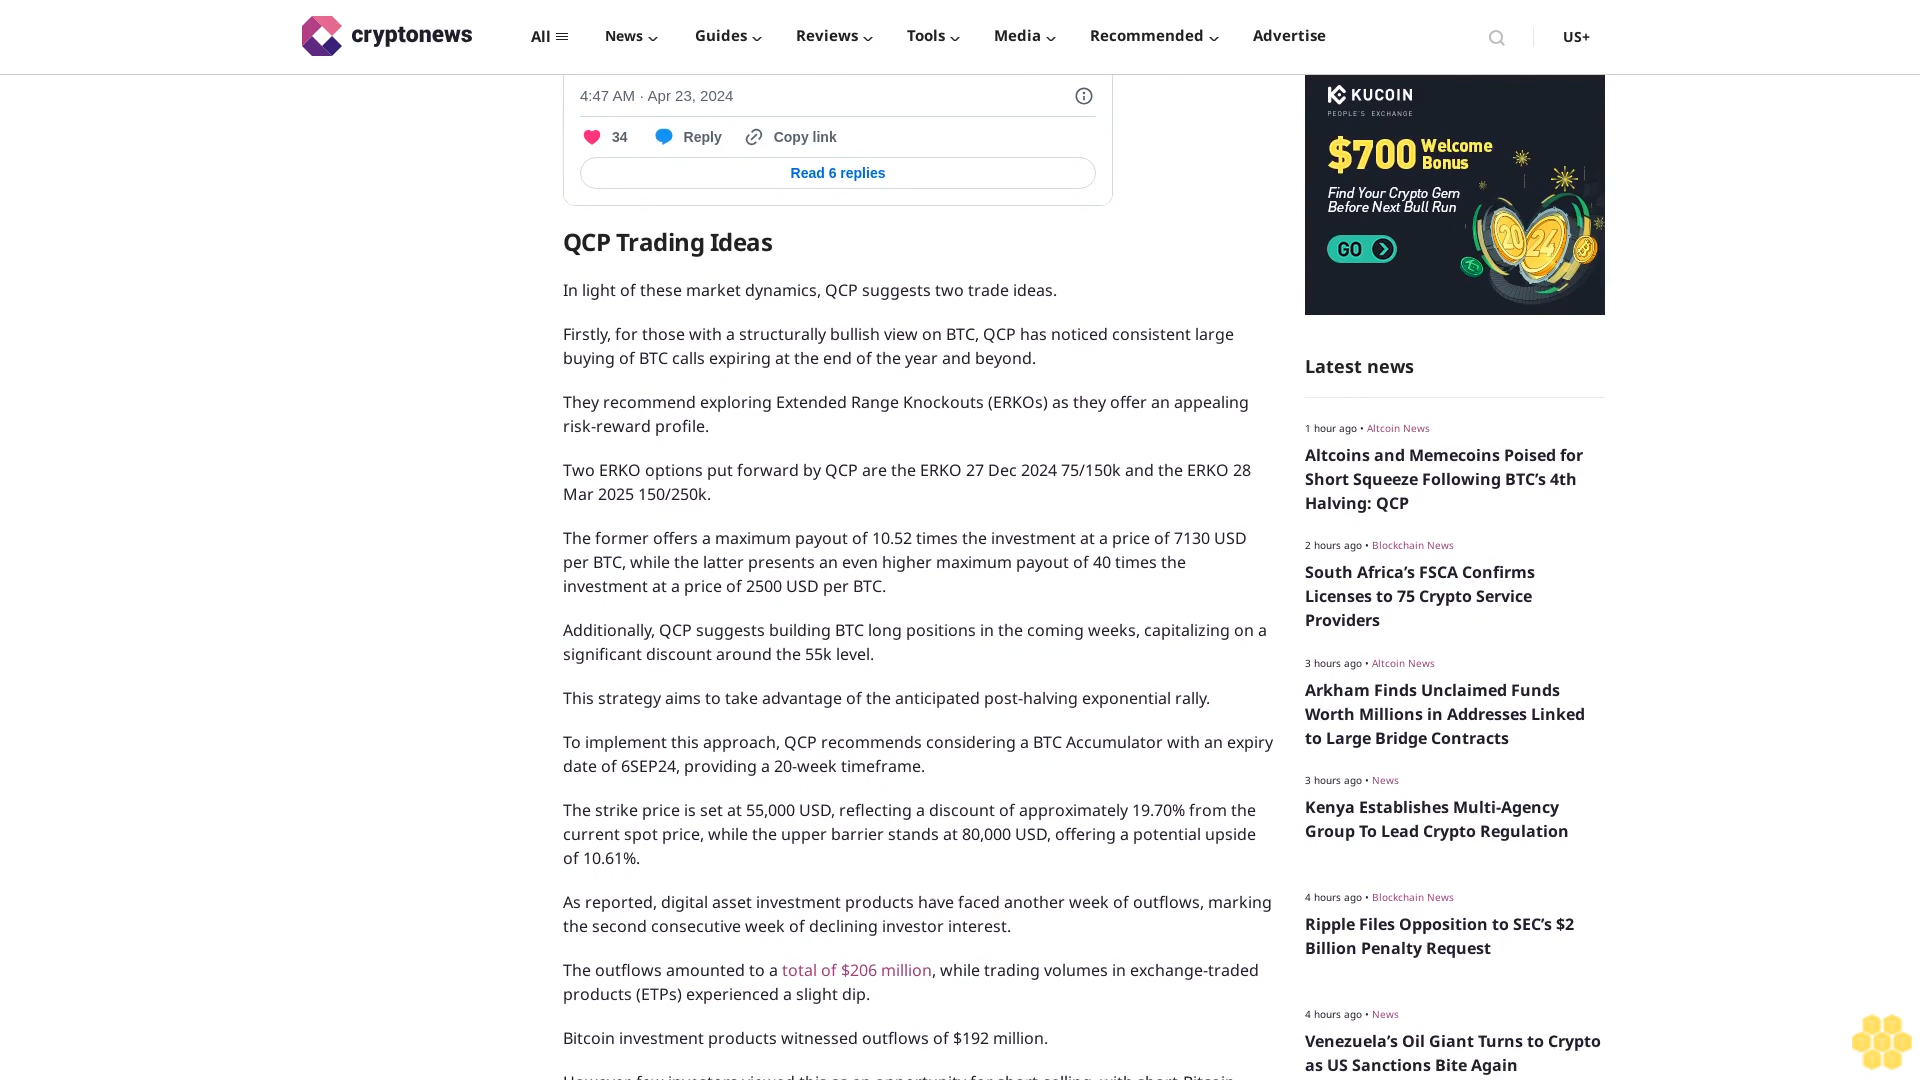 cryptonews
All
News
Guides
Reviews
Tools
Media
Recommended
Advertise
US+
4:47 AM · Apr 23, 2024
34
Reply
Copy link
Read 6 replies
QCP Trading Ideas
In light of these market dynamics, QCP suggests two trade ideas.
Firstly, for those with a structurally bullish view on BTC, QCP has noticed consistent large
buying of BTC calls expiring at the end of the year and beyond.
They recommend exploring Extended Range Knockouts (ERKOs) as they offer an appealing
risk-reward profile.
Two ERKO options put forward by QCP are the ERKO 27 Dec 2024 75/150k and the ERKO 28
Mar 2025 150/250k.
The former offers a maximum payout of 10.52 times the investment at a price of 7130 USD
per BTC, while the latter presents an even higher maximum payout of 40 times the
investment at a price of 2500 USD per BTC.
Additionally, QCP suggests building BTC long positions in the coming weeks, capitalizing on a
significant discount around the 55k level.
This strategy aims to take advantage of the anticipated post-halving exponential rally.
To implement this approach, QCP recommends considering a BTC Accumulator with an expiry
date of 6SEP24, providing a 20-week timeframe.
The strike price is set at 55,000 USD, reflecting a discount of approximately 19.70% from the
current spot price, while the upper barrier stands at 80,000 USD, offering a potential upside
of 10.61%.
As reported, digital asset investment products have faced another week of outflows, marking
the second consecutive week of declining investor interest.
The outflows amounted to a total of $206 million, while trading volumes in exchange-traded
products (ETPs) experienced a slight dip.
Bitcoin investment products witnessed outflows of $192 million.
KUCOIN
PEOPLE'S EXCHANGE
$700 Welcome
Bonus
Find Your Crypto Gem
Before Next Bull Run
GO
20
24
Latest news
1 hour ago • Altcoin News
Altcoins and Memecoins Poised for
Short Squeeze Following BTC’s 4th
Halving: QCP
2 hours ago • Blockchain News
South Africa’s FSCA Confirms
Licenses to 75 Crypto Service
Providers
3 hours ago • Altcoin News
Arkham Finds Unclaimed Funds
Worth Millions in Addresses Linked
to Large Bridge Contracts
3 hours ago • News
Kenya Establishes Multi-Agency
Group To Lead Crypto Regulation
4 hours ago • Blockchain News
Ripple Files Opposition to SEC’s $2
Billion Penalty Request
4 hours ago • News
Venezuela’s Oil Giant Turns to Crypto
as US Sanctions Bite Again